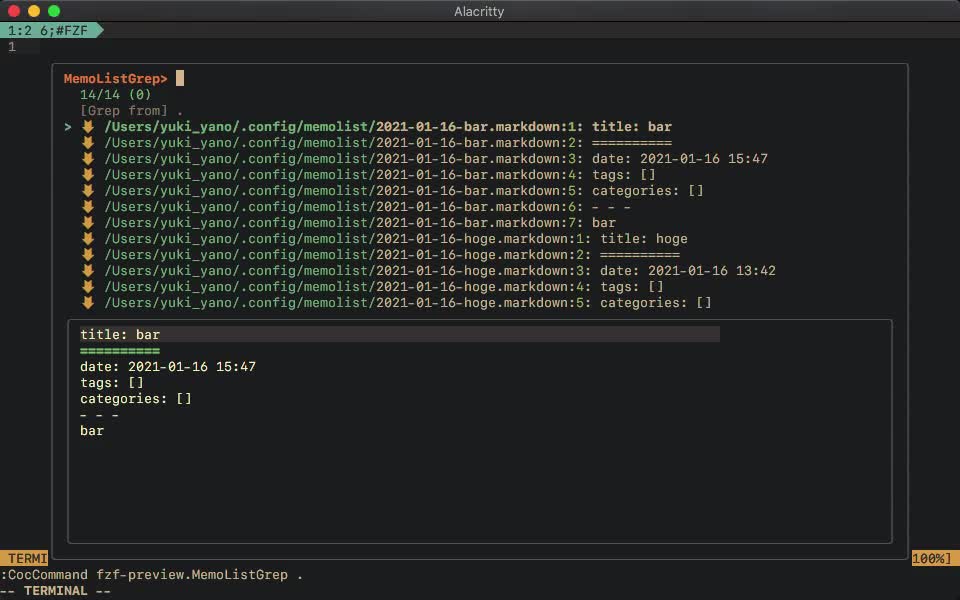 Alacritty
1:2 6;#FZF
1
MemoListGrep>
14/14 (0)
[Grep from] .
> /Users/yuki_yano/.config/memolist/2021-01-16-bar.markdown:1: title: bar
/Users/yuki_yano/.config/memolist/2021-01-16-bar.markdown:2: ==========
/Users/yuki_yano/.config/memolist/2021-01-16-bar.markdown:3: date: 2021-01-16 15:47
/Users/yuki_yano/.config/memolist/2021-01-16-bar.markdown:4: tags: []
/Users/yuki_yano/.config/memolist/2021-01-16-bar.markdown:5: categories: []
/Users/yuki_yano/.config/memolist/2021-01-16-bar.markdown:6: - - -
/Users/yuki_yano/.config/memolist/2021-01-16-bar.markdown:7: bar
/Users/yuki_yano/.config/memolist/2021-01-16-hoge.markdown:1: title: hoge
/Users/yuki_yano/.config/memolist/2021-01-16-hoge.markdown:2: ==========
/Users/yuki_yano/.config/memolist/2021-01-16-hoge.markdown:3: date: 2021-01-16 13:42
/Users/yuki_yano/.config/memolist/2021-01-16-hoge.markdown:4: tags: []
/Users/yuki_yano/.config/memolist/2021-01-16-hoge.markdown:5: categories: []
title: bar
==========
date: 2021-01-16 15:47
tags: []
categories: []
- - -
bar
TERMI 100%]
:CocCommand fzf-preview.MemoListGrep .
-- TERMINAL --